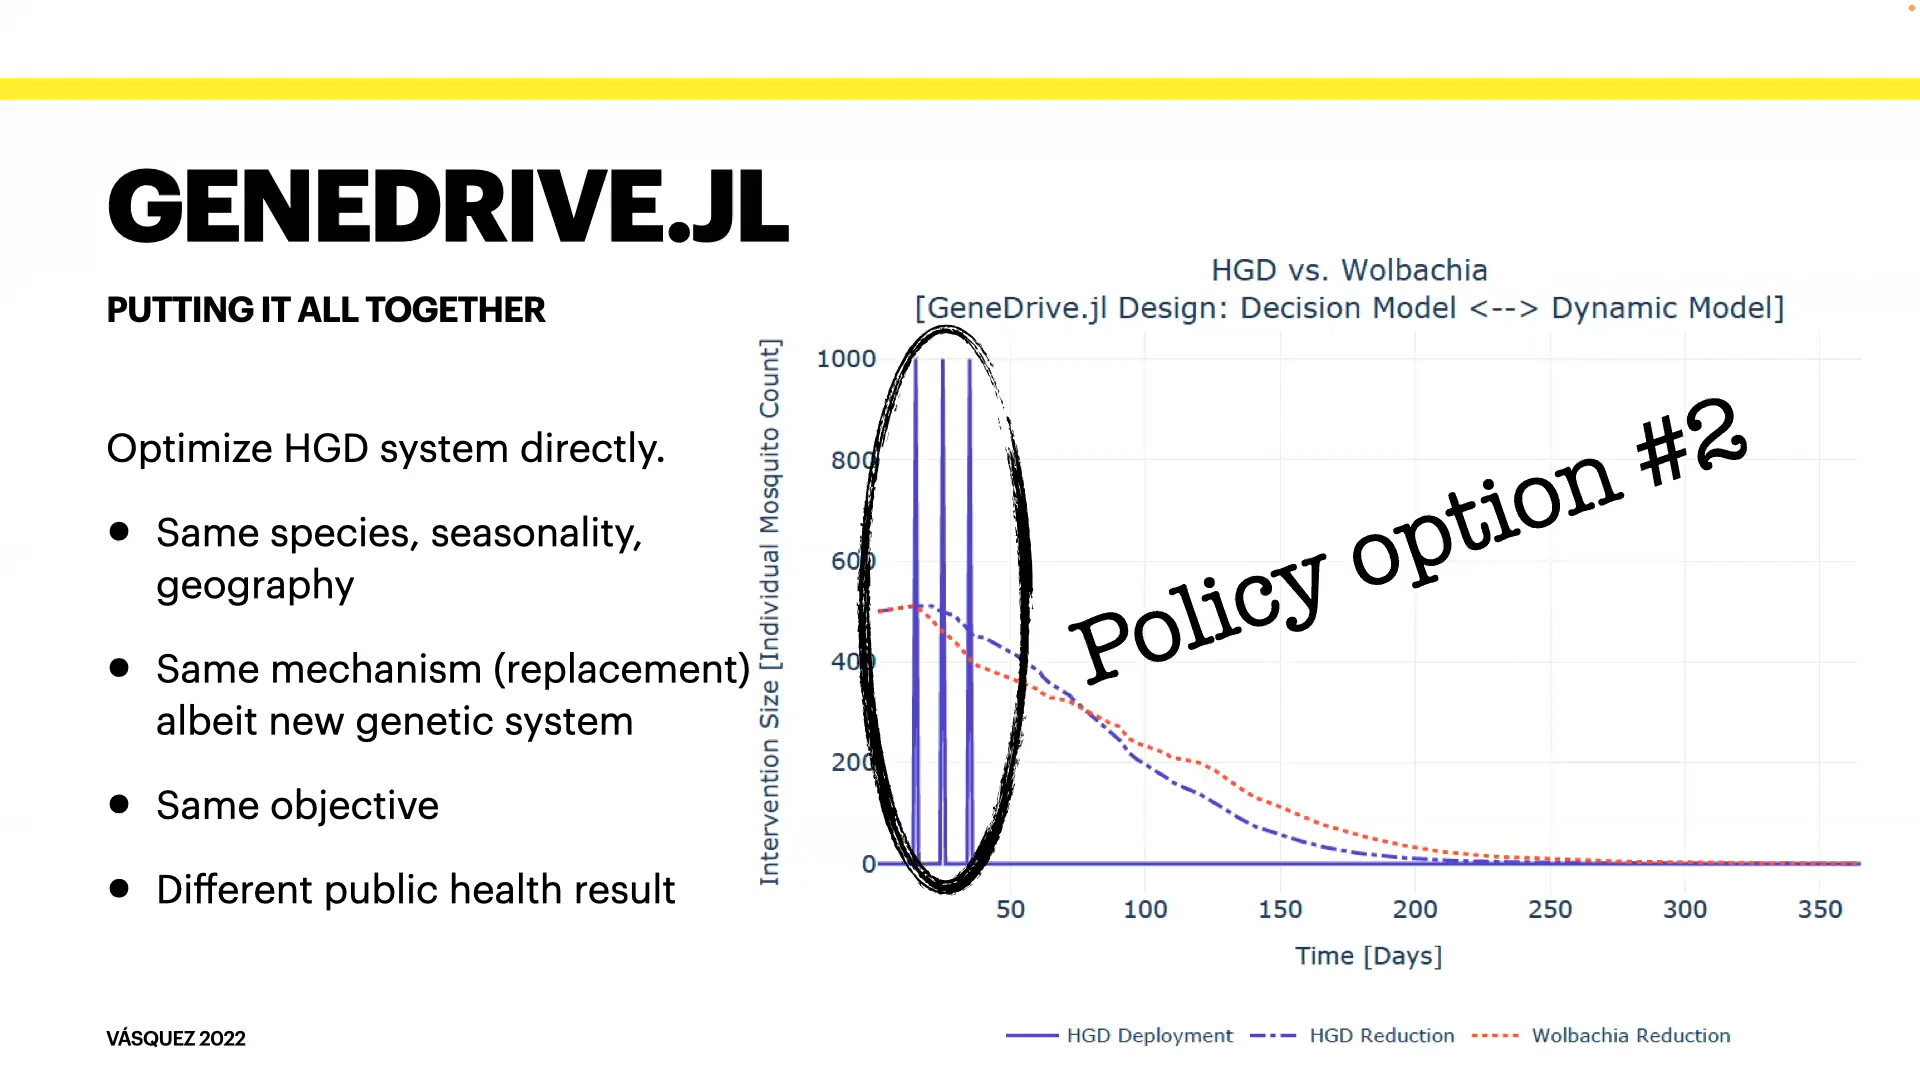 GENEDRIVE.JL
PUTTING IT ALL TOGETHER
Optimize HGD system directly.
● Same species, seasonality,
geography
● Same mechanism (replacement)
albeit new genetic system
● Same objective
● Different public health result
VÁSQUEZ 2022
HGD vs. Wolbachia
[GeneDrive.jl Design: Decision Model <--> Dynamic Model]
Intervention Size [Individual Mosquito Count]
1000
800
600
400
200
0
Policy option #2
50 100 150 200 250 300 350
Time [Days]
HGD Deployment HGD Reduction Wolbachia Reduction